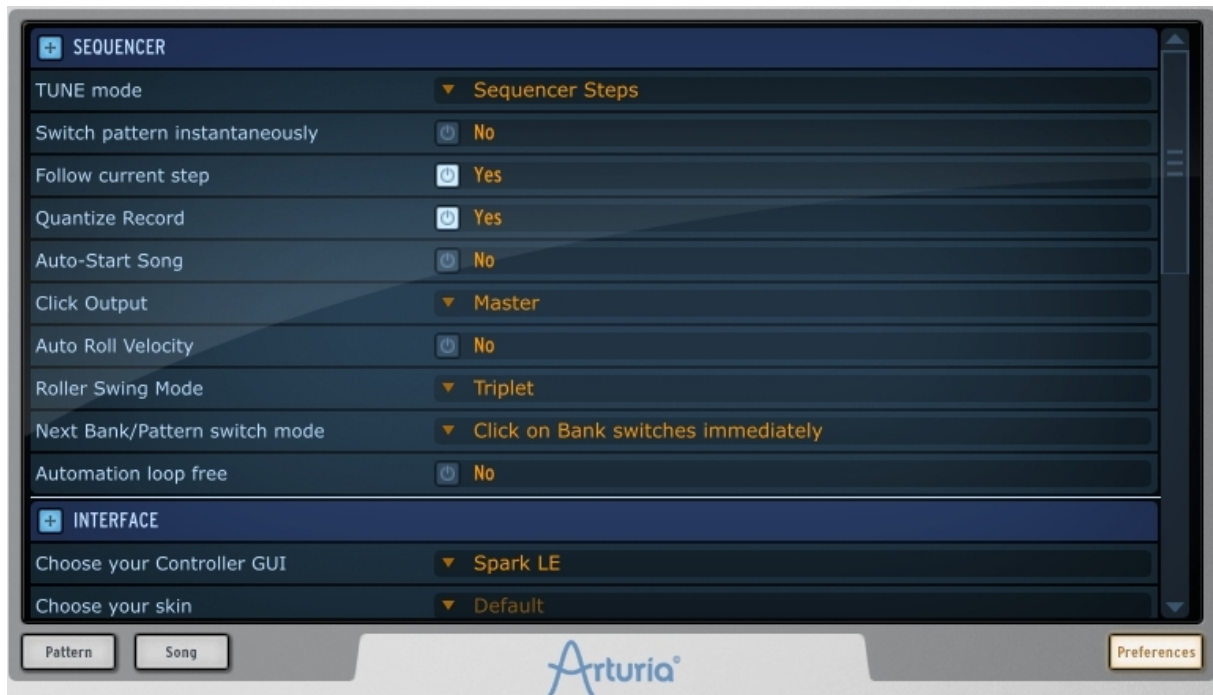 SEQUENCER
TUNE mode Sequencer Steps
Switch pattern instantaneously No
Follow current step Yes
Quantize Record Yes
Auto-Start Song No
Click Output Master
Auto Roll Velocity No
Roller Swing Mode Triplet
Next Bank/Pattern switch mode Click on Bank switches immediately
Automation loop free No
INTERFACE
Choose your Controller GUI Spark LE
Choose your skin Default
Pattern Song Arturia® Preferences